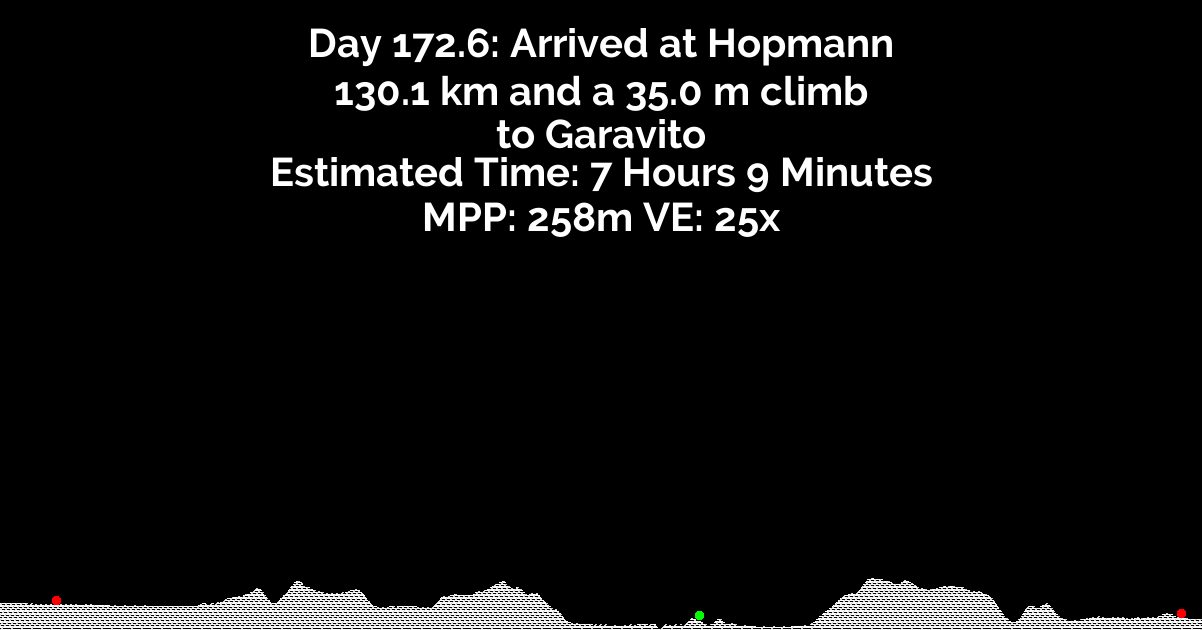 Day 172.6: Arrived at Hopmann
130.1 km and a 35.0 m climb
to Garavito
Estimated Time: 7 Hours 9 Minutes
MPP: 258m VE: 25x